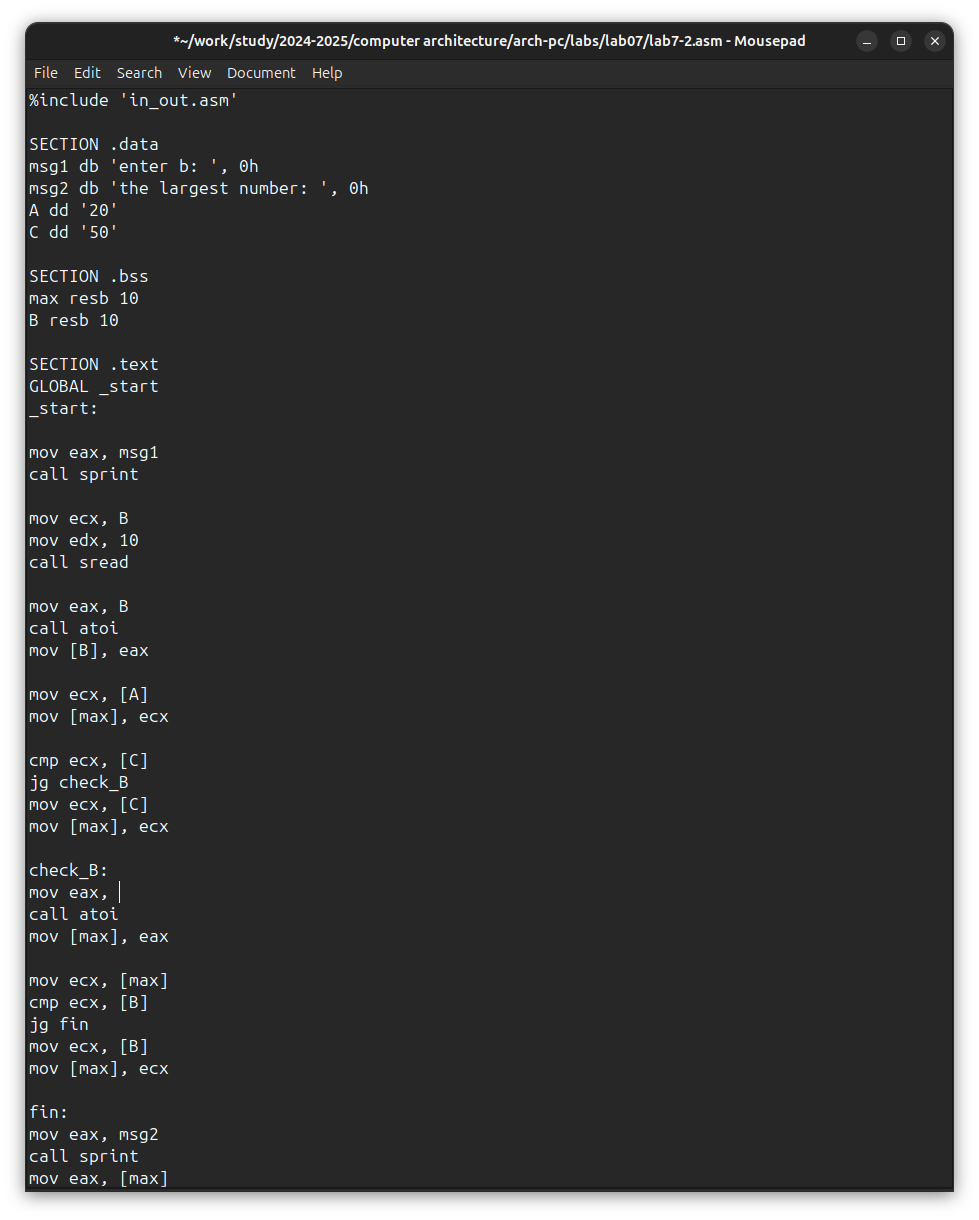 *~/work/study/2024-2025/computer architecture/arch-pc/labs/lab07/lab7-2.asm - Mousepad
File Edit Search View Document Help
%include 'in_out.asm'

SECTION .data
msg1 db 'enter b: ', 0h
msg2 db 'the largest number: ', 0h
A dd '20'
C dd '50'

SECTION .bss
max resb 10
B resb 10

SECTION .text
GLOBAL _start
_start:

mov eax, msg1
call sprint

mov ecx, B
mov edx, 10
call sread

mov eax, B
call atoi
mov [B], eax

mov ecx, [A]
mov [max], ecx

cmp ecx, [C]
jg check_B
mov ecx, [C]
mov [max], ecx

check_B:
mov eax,
call atoi
mov [max], eax

mov ecx, [max]
cmp ecx, [B]
jg fin
mov ecx, [B]
mov [max], ecx

fin:
mov eax, msg2
call sprint
mov eax, [max]